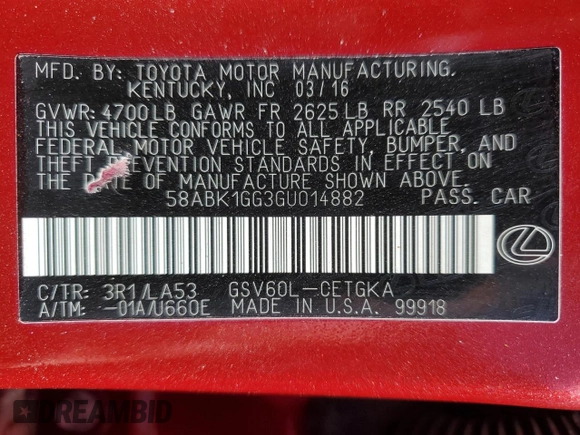 MFD. BY: TOYOTA MOTOR MANUFACTURING.
KENTUCKY, INC 03/16
GVWR: 4700LB GAWR FR 2625LB RR 2540 LB
THIS VEHICLE CONFORMS TO ALL APPLICABLE
FEDERAL MOTOR VEHICLE SAFETY, BUMPER, AND
THEFT PREVENTION STANDARDS IN EFFECT ON
THE DATE OF MANUFACTURE SHOWN ABOVE.
58ABK1GG3GU014882 PASS. CAR
C/TR: 3R1/LA53 GSV60L-CETGKA
A/TM: -01A/U660E MADE IN U.S.A. 99918
DREAMBID